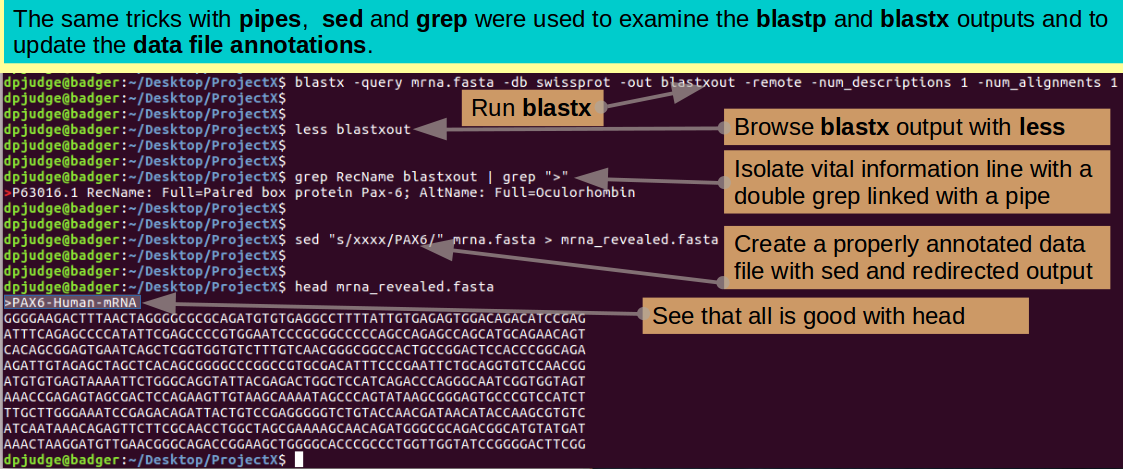 The same tricks with pipes, sed and grep were used to examine the blastp and blastx outputs and to
update the data file annotations.
dpjudge@badger:~/Desktop/ProjectX$ blastx -query mrna.fasta -db swissprot -out blastxout -remote -num_descriptions 1 -num_alignments 1
dpjudge@badger:~/Desktop/ProjectX$
Run blastx
dpjudge@badger:~/Desktop/ProjectX$
dpjudge@badger:~/Desktop/ProjectX$ less blastxout
Browse blastx output with less
dpjudge@badger:~/Desktop/ProjectX$
dpjudge@badger:~/Desktop/ProjectX$
dpjudge@badger:~/Desktop/ProjectX$ grep RecName blastxout | grep ">"
>P63016.1 RecName: Full=Paired box protein Pax-6; AltName: Full=Oculorhombin
Isolate vital information line with a
double grep linked with a pipe
dpjudge@badger:~/Desktop/ProjectX$
dpjudge@badger:~/Desktop/ProjectX$
dpjudge@badger:~/Desktop/ProjectX$ sed "s/xxxx/PAX6/" mrna.fasta > mrna_revealed.fasta
Create a properly annotated data
file with sed and redirected output
dpjudge@badger:~/Desktop/ProjectX$
dpjudge@badger:~/Desktop/ProjectX$
dpjudge@badger:~/Desktop/ProjectX$ head mrna_revealed.fasta
>PAX6-Human-mRNA
See that all is good with head
GGGGAAGACTTTAACTAGGGGCGCGCAGATGTGTGAGGCCTTTTATTGTGAGAGTGGACAGACATCCGAG
ATTTCAGAGCCCCATATTCGAGCCCCGTGGAATCCCGCGGCCCCCAGCCAGAGCCAGCATGCAGAACAGT
CACAGCGGAGTGAATCAGCTCGGTGGTGTCTTTGTCAACGGGCGGCCACTGCCGGACTCCACCCGGCAGA
AGATTGTAGAGCTAGCTCACAGCGGGGCCCGGCCGTGCGACATTTCCCGAATTCTGCAGGTGTCCAACGG
ATGTGTGAGTAAAATTCTGGGCAGGTATTACGAGACTGGCTCCATCAGACCCAGGGCAATCGGTGGTAGT
AAACCGAGAGTAGCGACTCCAGAAGTTGTAAGCAAAATAGCCCAGTATAAGCGGGAGTGCCCGTCCATCT
TTGCTTGGGAAATCCGAGACAGATTACTGTCCGAGGGGGTCTGTACCAACGATAACATACCAAGCGTGTC
ATCAATAAACAGAGTTCTTCGCAACCTGGCTAGCGAAAAGCAACAGATGGGCGCAGACGGCATGTATGAT
AAACTAAGGATGTTGAACGGGCAGACCGGAAGCTGGGGCACCCGCCCTGGTTGGTATCCGGGGACTTCGG
dpjudge@badger:~/Desktop/ProjectX$